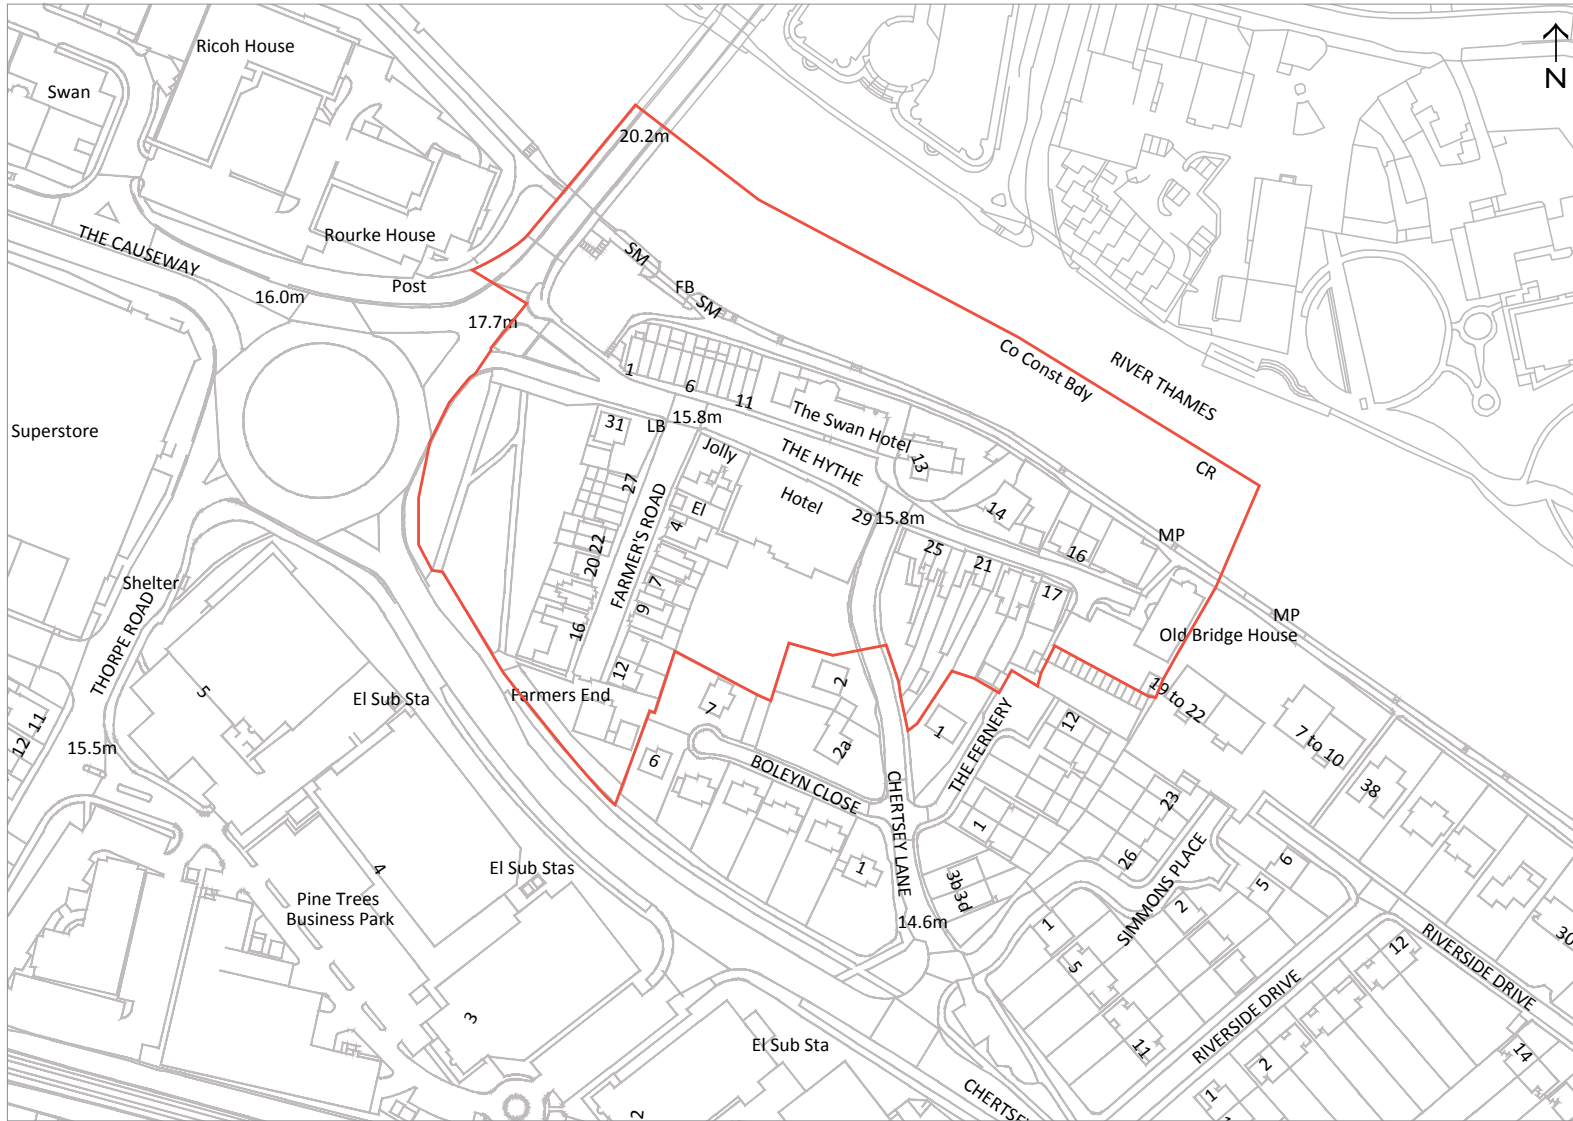 Ricoh House
N
Swan
20.2m
THE CAUSEWAY
Rourke House
SM
16.0m
Post
FB
SM
17.7m
Co Const Bdy
RIVER THAMES
1
6
11
15.8m
The Swan Hotel
Superstore
31
LB
Jolly
THE HYTHE
13
CR
27
El
Hotel
29
15.8m
14
4
MP
20 22
25
21
16
Shelter
FARMER'S ROAD
7
17
9
MP
THORPE ROAD
16
Old Bridge House
12
2
5
El Sub Sta
Farmers End
7
19 to 22
12 11
15.5m
6
2a
1
THE FERNERY
12
7 to 10
BOLEYN CLOSE
38
CHERTSEY LANE
23
1
4
El Sub Stas
1
26
SIMMONS PLACE
6
5
Pine Trees
Business Park
3b3d
2
14.6m
1
5
12
RIVERSIDE DRIVE
30
3
El Sub Sta
11
RIVERSIDE DRIVE
14
2
1
2
CHERTSE